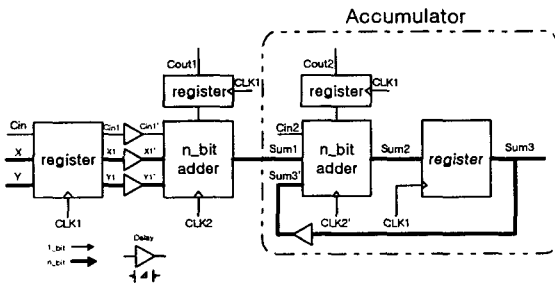 Accumulator
Cout1
Cout2
register
CLK1
register
CLK1
Cin
Cin1
Cin1'
Cin2
X
register
X1
X1'
n_bit
adder
Sum1
n_bit
adder
Sum2
register
Sum3
Y
Y1
Y1'
Sum3'
CLK1
CLK2
CLK2'
CLK1
1_bit
n_bit
Delay
Δ